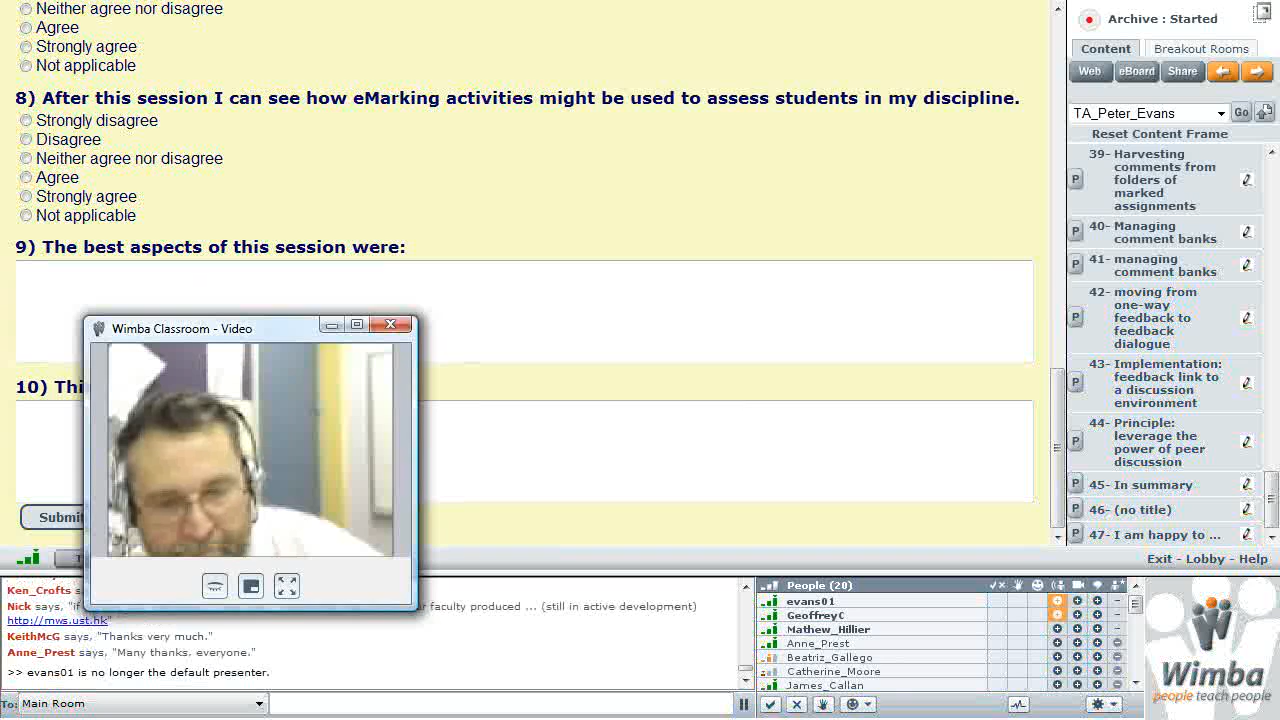 Neither agree nor disagree
Agree
Strongly agree
Not applicable
8) After this session I can see how eMarking activities might be used to assess students in my discipline.
Strongly disagree
Disagree
Neither agree nor disagree
Agree
Strongly agree
Not applicable
9) The best aspects of this session were:
10) Thi
Submit
Wimba Classroom - Video
Archive : Started
Content
Breakout Rooms
Web
eBoard
Share
TA_Peter_Evans
Go
Reset Content Frame
39- Harvesting
comments from
folders of
marked
assignments
40- Managing
comment banks
41- managing
comment banks
42- moving from
one-way
feedback to
feedback
dialogue
43- Implementation:
feedback link to
a discussion
environment
44- Principle:
leverage the
power of peer
discussion
45- In summary
46- (no title)
47- I am happy to ...
P
P
P
P
P
P
P
P
P
Exit - Lobby - Help
Ken_Crofts
Nick says, "if
faculty produced ... (still in active development)
http://mws.ust.hk"
KeithMcG says, "Thanks very much."
Anne_Prest says, "Many thanks. everyone."
>> evans01 is no longer the default presenter.
To: Main Room
People (20)
evans01
GeoffreyC
Mathew_Hillier
Anne_Prest
Beatriz_Gallego
Catherine_Moore
James_Callan
Wimba
people teach people